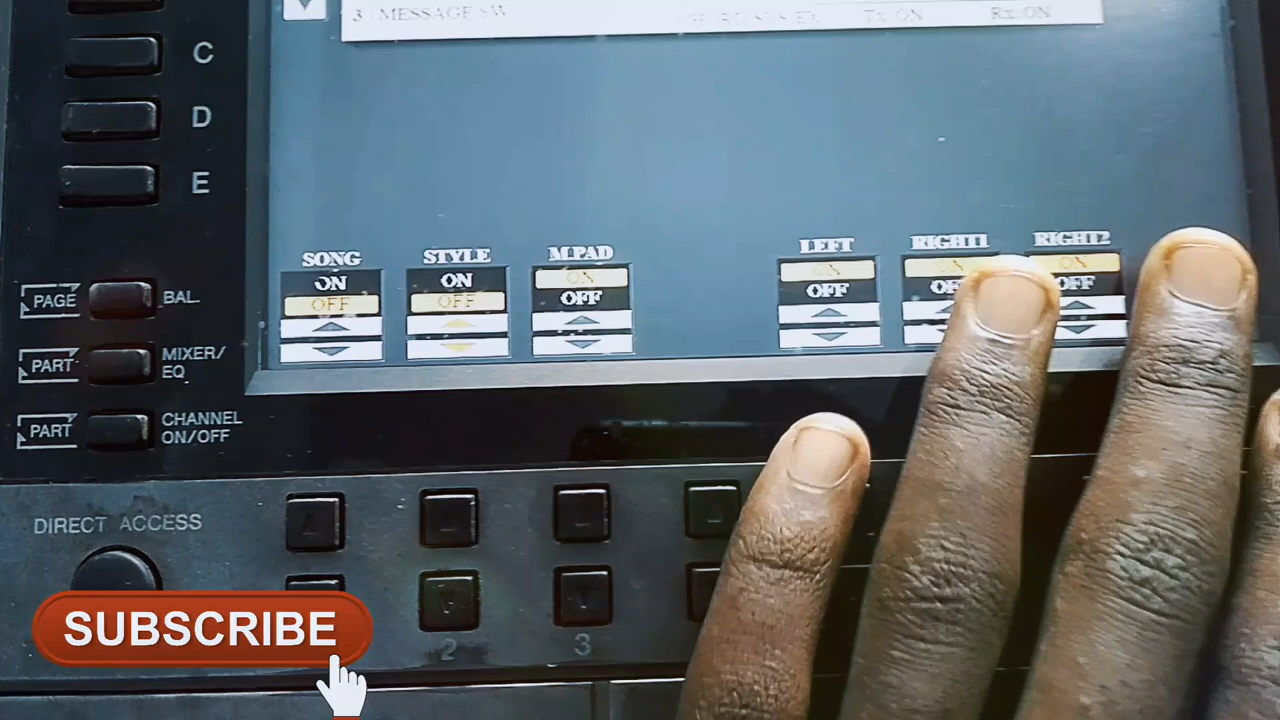 3 MESSAGE SW Tx:ON Rx:ON
C
D
E
SONG STYLE M.PAD LEFT RIGHT1 RIGHT2
ON ON ON ON ON ON
OFF OFF OFF OFF OFF OFF
PAGE BAL.
PART MIXER/
EQ
PART CHANNEL
ON/OFF
DIRECT ACCESS
SUBSCRIBE
2 3